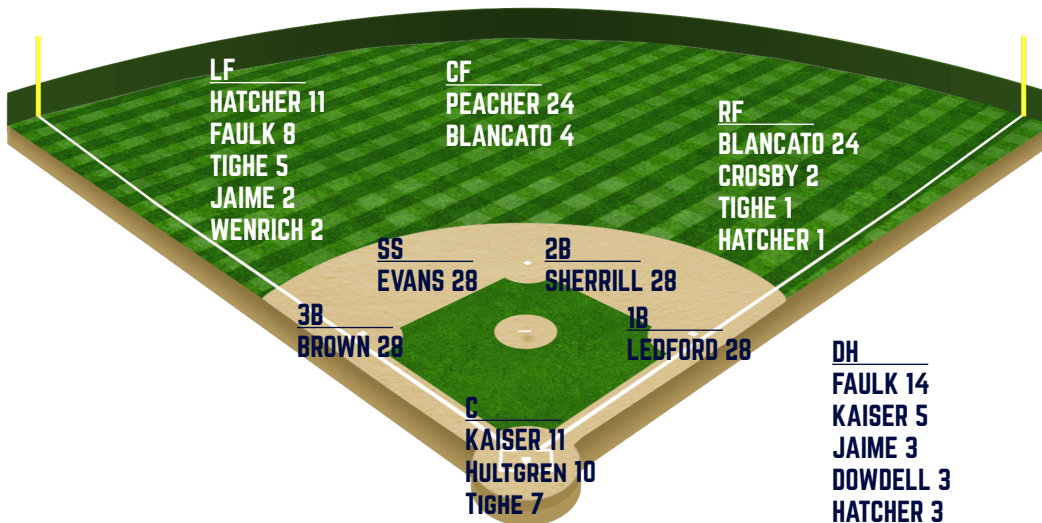 LF
HATCHER 11
FAULK 8
TIGHE 5
JAIME 2
WENRICH 2
CF
PEACHER 24
BLANCATO 4
RF
BLANCATO 24
CROSBY 2
TIGHE 1
HATCHER 1
SS
EVANS 28
2B
SHERRILL 28
3B
BROWN 28
1B
LEDFORD 28
C
KAISER 11
HULTGREN 10
TIGHE 7
DH
FAULK 14
KAISER 5
JAIME 3
DOWDELL 3
HATCHER 3